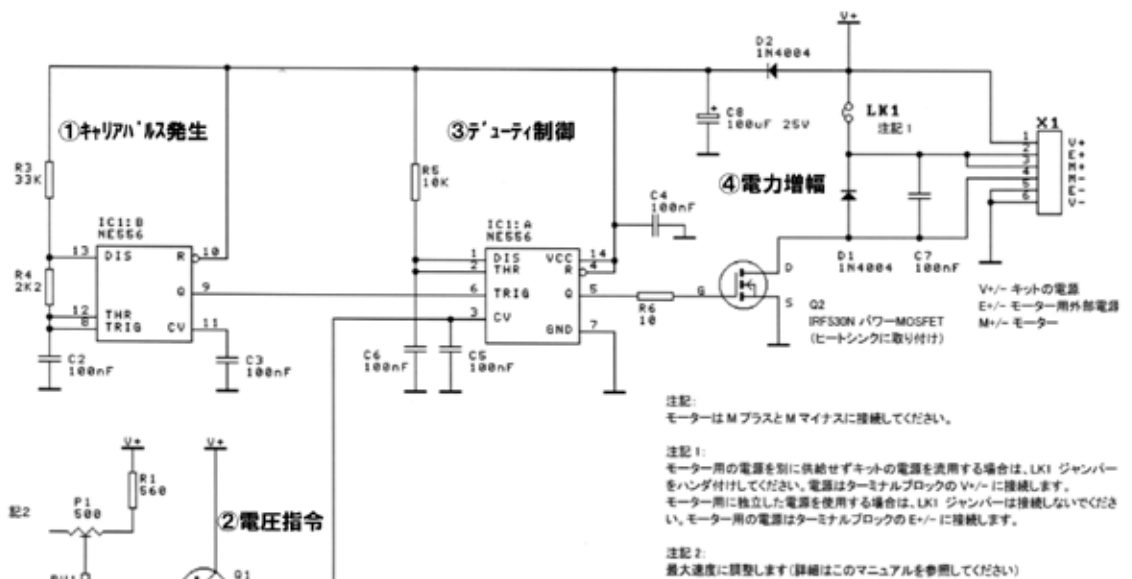 V+
D2
1N4004
①キャリアパルス発生
③デューティ制御
C8
100uF 25V
LK1
注記1
X1
1 V+
2 E+
3 M+
4 M-
5 E-
6 V-
④電力増幅
R3
33K
R5
10K
C4
100nF
IC1:B
NE556
13 DIS R 10
R4
2K2
Q 9
12 THR
8 TRIG CV 11
C2
100nF
C3
100nF
IC1:A
NE556
1 DIS VCC 14
2 THR R 4
6 TRIG Q 5
3 CV
GND 7
C6
100nF
C5
100nF
R6
10
G
D
S
D1
1N4004
C7
100nF
Q2
IRF530N パワーMOSFET
(ヒートシンクに取り付け)
V+/- キットの電源
E+/- モーター用外部電源
M+/- モーター
注記:
モーターは M プラスと M マイナスに接続してください。
注記 1:
モーター用の電源を別に供給せずキットの電源を流用する場合は、LK1 ジャンパー
をハンダ付けしてください。電源はターミナルブロックの V+/- に接続します。
モーター用に独立した電源を使用する場合は、LK1 ジャンパーは接続しないでくださ
い。モーター用の電源はターミナルブロックの E+/- に接続します。
注記 2:
最大速度に調整します(詳細はこのマニュアルを参照してください)
V+
V+
R1
560
P1
500
記2
②電圧指令
Q1